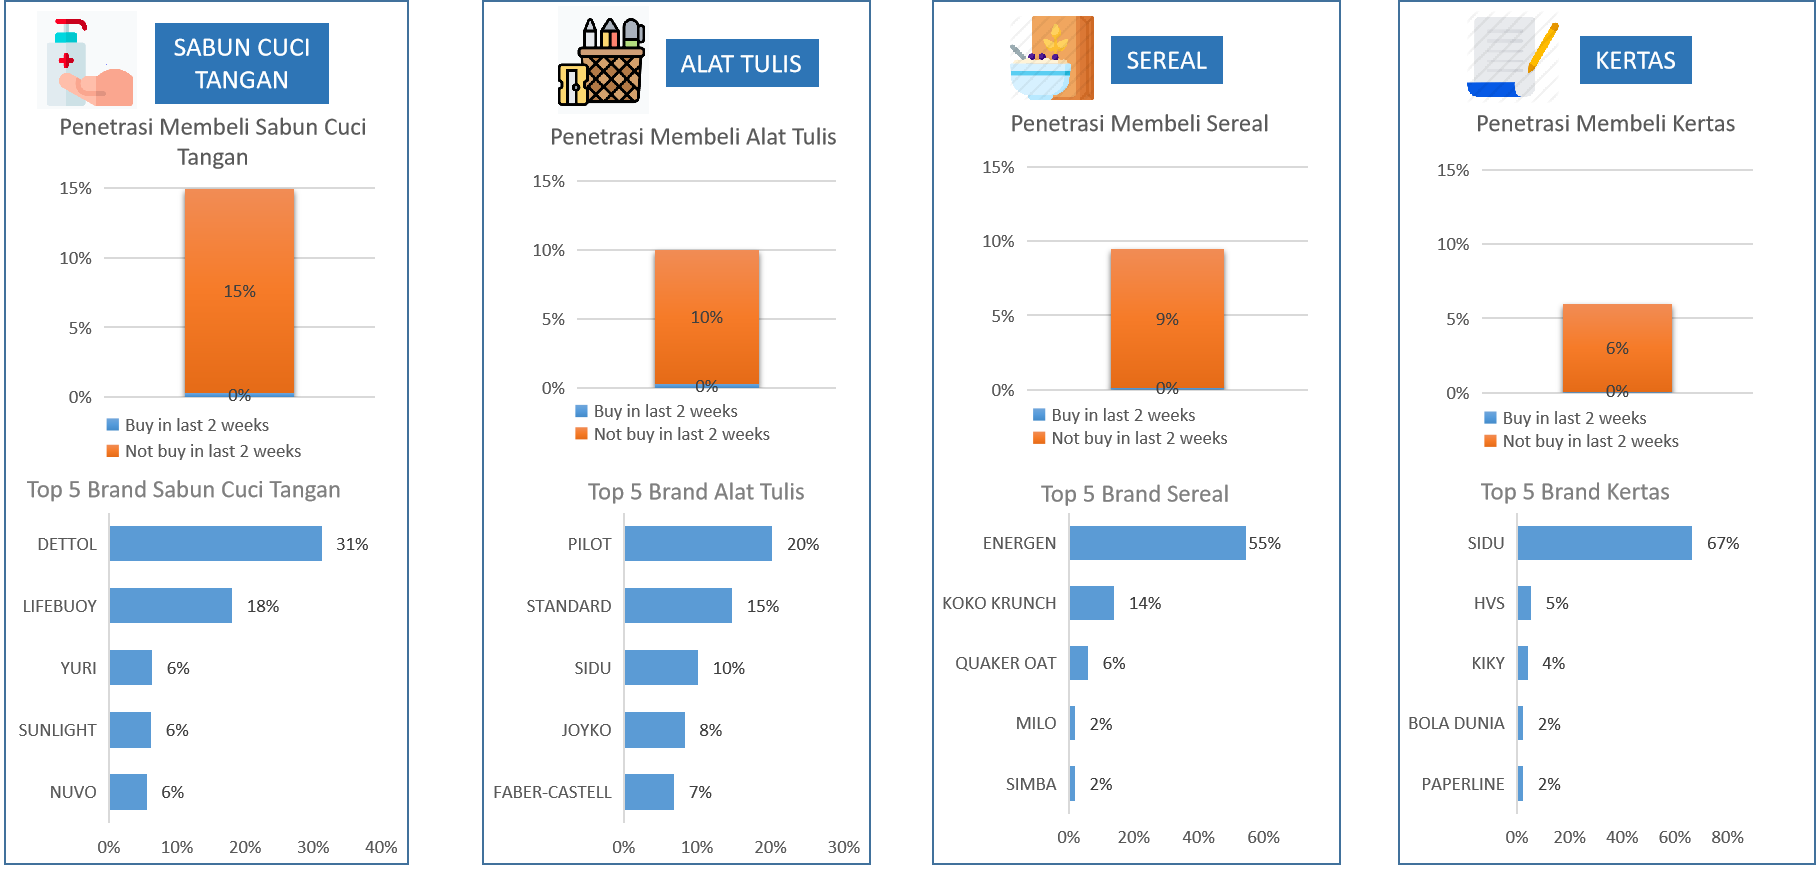 SABUN CUCI
TANGAN
Penetrasi Membeli Sabun Cuci
Tangan
15%
10%
5%
0%
15%
0%
Buy in last 2 weeks
Not buy in last 2 weeks
Top 5 Brand Sabun Cuci Tangan
DETTOL 31%
LIFEBUOY 18%
YURI 6%
SUNLIGHT 6%
NUVO 6%
0% 10% 20% 30% 40%
ALAT TULIS
Penetrasi Membeli Alat Tulis
15%
10%
5%
0%
10%
0%
Buy in last 2 weeks
Not buy in last 2 weeks
Top 5 Brand Alat Tulis
PILOT 20%
STANDARD 15%
SIDU 10%
JOYKO 8%
FABER-CASTELL 7%
0% 10% 20% 30%
SEREAL
Penetrasi Membeli Sereal
15%
10%
5%
0%
9%
0%
Buy in last 2 weeks
Not buy in last 2 weeks
Top 5 Brand Sereal
ENERGEN 55%
KOKO KRUNCH 14%
QUAKER OAT 6%
MILO 2%
SIMBA 2%
0% 20% 40% 60%
KERTAS
Penetrasi Membeli Kertas
15%
10%
5%
0%
6%
0%
Buy in last 2 weeks
Not buy in last 2 weeks
Top 5 Brand Kertas
SIDU 67%
HVS 5%
KIKY 4%
BOLA DUNIA 2%
PAPERLINE 2%
0% 20% 40% 60% 80%